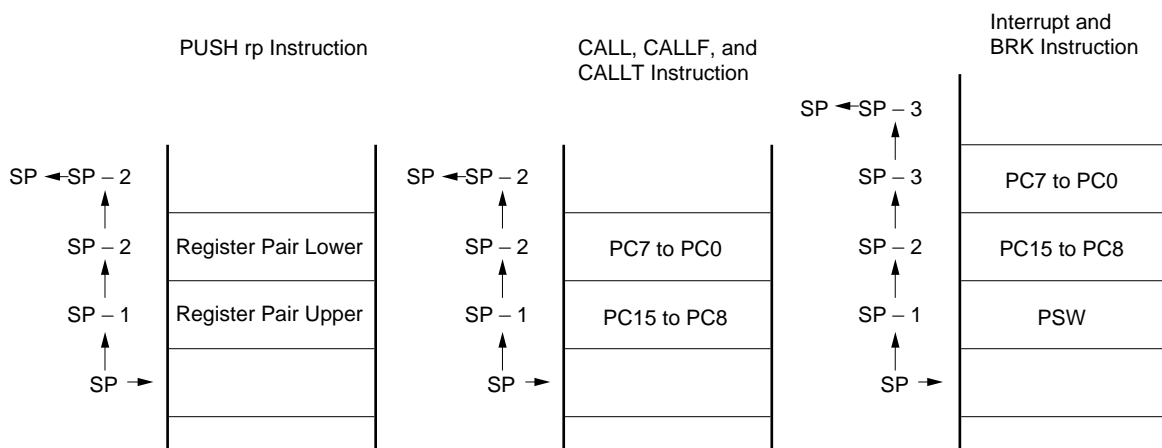 PUSH rp Instruction
CALL, CALLF, and
CALLT Instruction
Interrupt and
BRK Instruction
SP SP – 2
SP – 2 Register Pair Lower
SP – 1 Register Pair Upper
SP
SP SP – 2
SP – 2 PC7 to PC0
SP – 1 PC15 to PC8
SP
SP SP – 3
SP – 3 PC7 to PC0
SP – 2 PC15 to PC8
SP – 1 PSW
SP